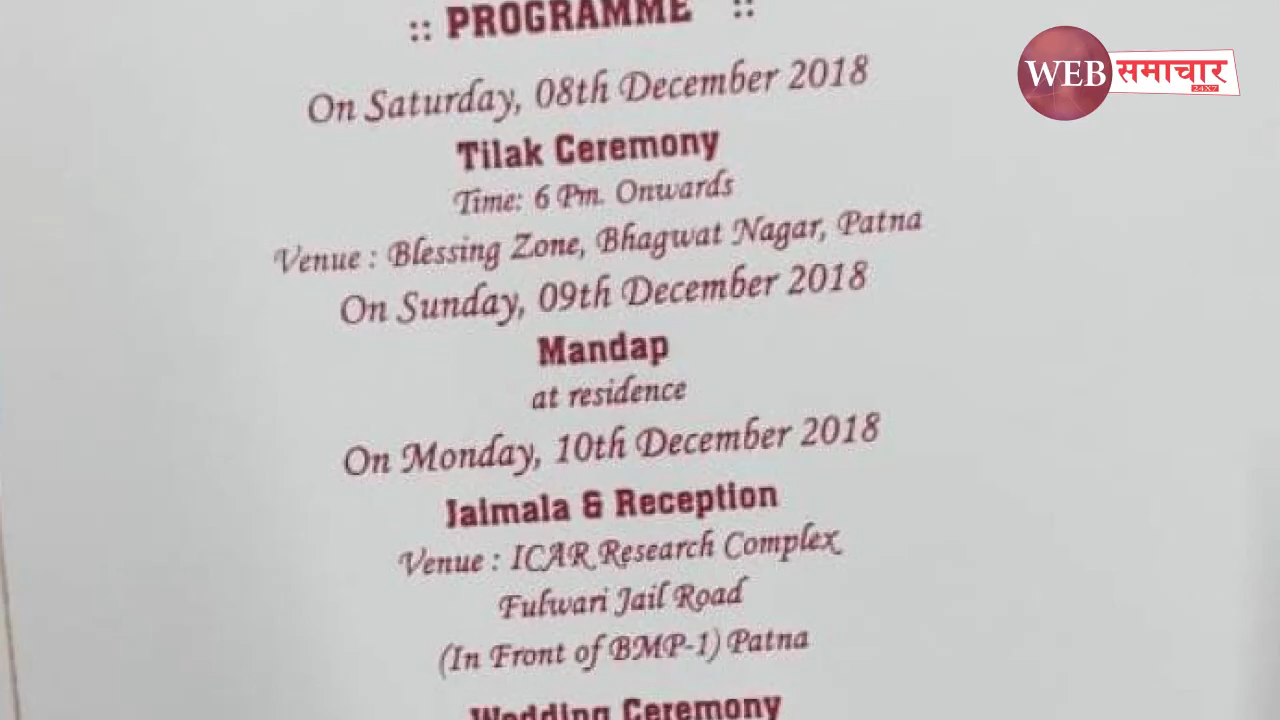 :: PROGRAMME ::
On Saturday, 08th December 2018
Tilak Ceremony
Time: 6 Pm. Onwards
Venue : Blessing Zone, Bhagwat Nagar, Patna
On Sunday, 09th December 2018
Mandap
at residence
On Monday, 10th December 2018
Jaimala & Reception
Venue : ICAR Research Complex
Fulwari Jail Road
(In Front of BMP-1) Patna
Wedding Ceremony
WEB समाचार
24X7